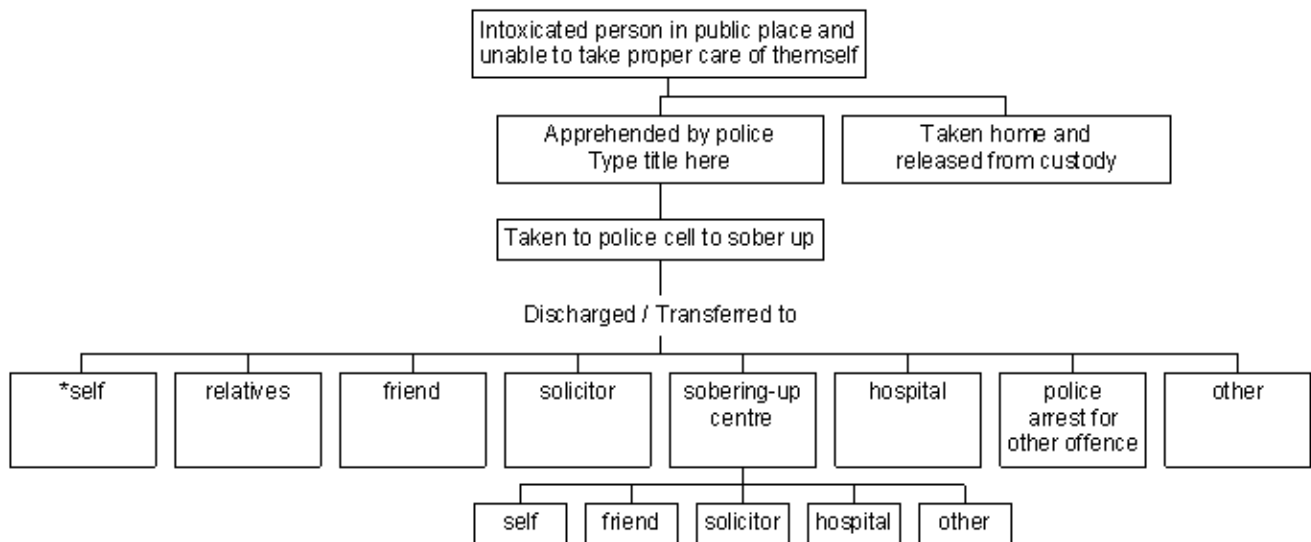 Intoxicated person in public place and
unable to take proper care of themself
Apprehended by police
Type title here
Taken home and
released from custody
Taken to police cell to sober up
Discharged / Transferred to
*self
relatives
friend
solicitor
sobering-up
centre
hospital
police
arrest for
other offence
other
self
friend
solicitor
hospital
other